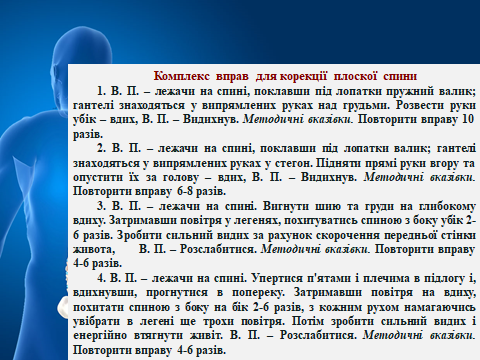 Комплекс вправ для корекції плоскої спини
1. В. П. – лежачи на спині, поклавши під лопатки пружний валик;
гантелі знаходяться у випрямлених руках над грудьми. Розвести руки
убік – вдих, В. П. – Видихнув. Методичні вказівки. Повторити вправу 10
разів.
2. В. П. – лежачи на спині, поклавши під лопатки валик; гантелі
знаходяться у випрямлених руках у стегон. Підняти прямі руки вгору та
опустити їх за голову – вдих, В. П. – Видихнув. Методичні вказівки.
Повторити вправу 6-8 разів.
3. В. П. – лежачи на спині. Вигнути шию та груди на глибокому
вдиху. Затримавши повітря у легенях, похитуватись спиною з боку убік 2-
6 разів. Зробити сильний видих за рахунок скорочення передньої стінки
живота, В. П. – Розслабитися. Методичні вказівки. Повторити вправу
4-6 разів.
4. В. П. – лежачи на спині. Упертися п'ятами і плечима в підлогу і,
вдихнувши, прогнутися в попереку. Затримавши повітря на вдиху,
похитати спиною з боку на бік 2-6 разів, з кожним рухом намагаючись
увібрати в легені ще трохи повітря. Потім зробити сильний видих і
енергійно втягнути живіт. В. П. – Розслабитися. Методичні вказівки.
Повторити вправу 4-6 разів.